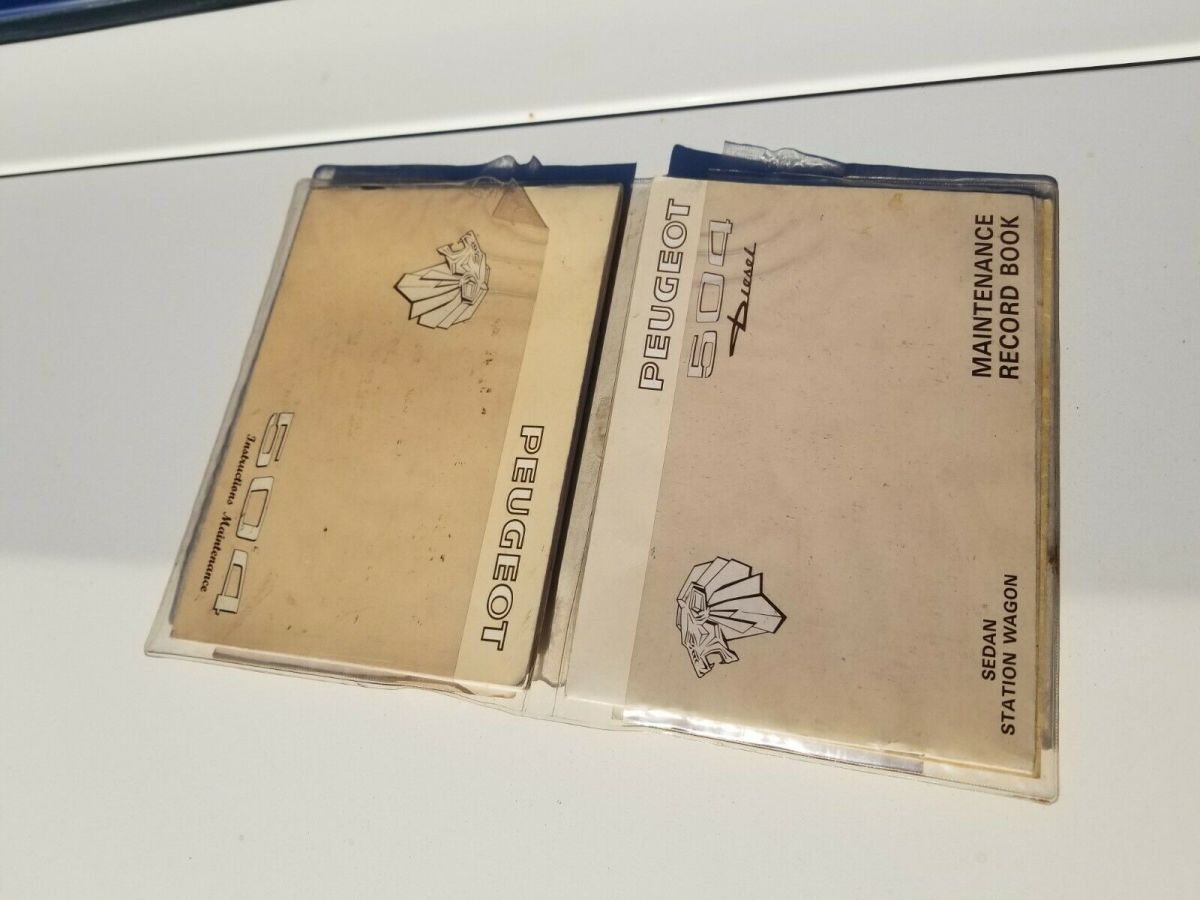 PEUGEOT
504
Instructions Maintenance
PEUGEOT
504
Diesel
MAINTENANCE
RECORD BOOK
SEDAN
STATION WAGON